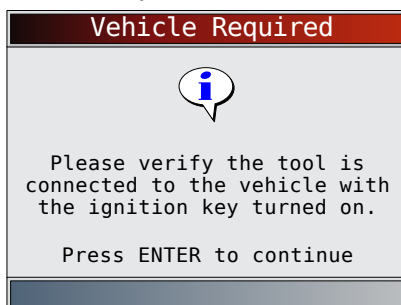 Vehicle Required
i
Please verify the tool is
connected to the vehicle with
the ignition key turned on.
Press ENTER to continue